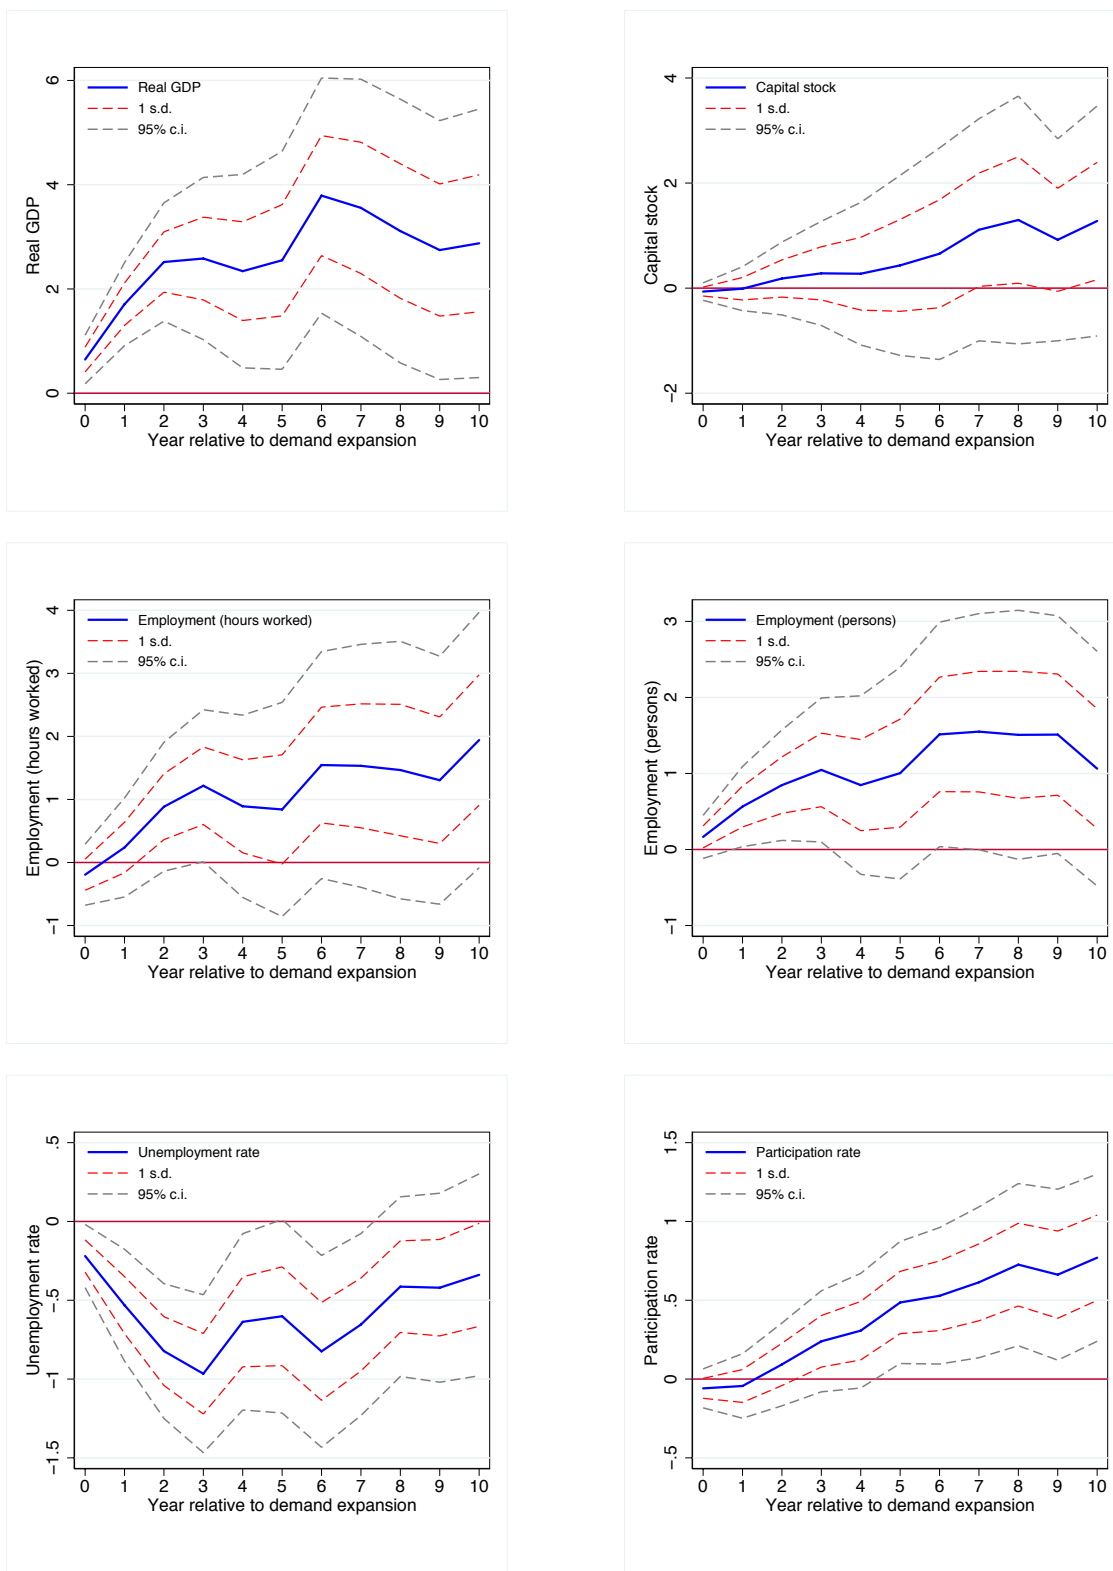 Real GDP
1 s.d.
95% c.i.
Real GDP
0
2
4
6
0 1 2 3 4 5 6 7 8 9 10
Year relative to demand expansion
Capital stock
1 s.d.
95% c.i.
Capital stock
−2
0
2
4
0 1 2 3 4 5 6 7 8 9 10
Year relative to demand expansion
Employment (hours worked)
1 s.d.
95% c.i.
Employment (hours worked)
−1
0
1
2
3
4
0 1 2 3 4 5 6 7 8 9 10
Year relative to demand expansion
Employment (persons)
1 s.d.
95% c.i.
Employment (persons)
−1
0
1
2
3
0 1 2 3 4 5 6 7 8 9 10
Year relative to demand expansion
Unemployment rate
1 s.d.
95% c.i.
Unemployment rate
−1.5
−1
−.5
0
.5
0 1 2 3 4 5 6 7 8 9 10
Year relative to demand expansion
Participation rate
1 s.d.
95% c.i.
Participation rate
−.5
0
.5
1
1.5
0 1 2 3 4 5 6 7 8 9 10
Year relative to demand expansion